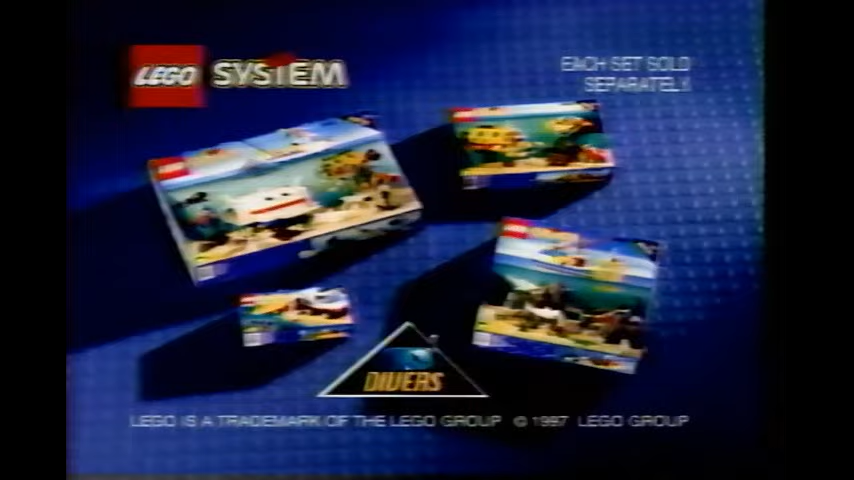 LEGO SYSTEM
EACH SET SOLD
SEPARATELY
DIVERS
LEGO IS A TRADEMARK OF THE LEGO GROUP © 1997 LEGO GROUP